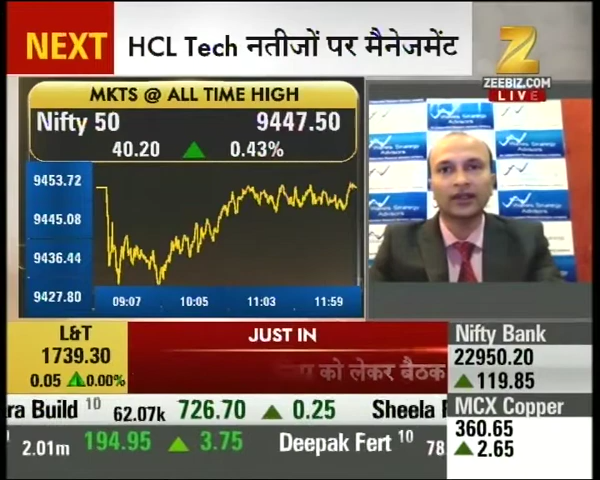 NEXT
HCL Tech नतीजों पर मैनेजमेंट
Z
ZEEBIZ.COM
LIVE
MKTS @ ALL TIME HIGH
Nifty 50 9447.50
40.20 0.43%
9453.72
9445.08
9436.44
9427.80
09:07 10:05 11:03 11:59
Strategy
Advisors
L&T
1739.30
0.05 0.00%
JUST IN
को लेकर बैठक
Nifty Bank
22950.20
119.85
MCX Copper
360.65
2.65
ra Build 10 62.07k 726.70 0.25 Sheela
2.01m 194.95 3.75 Deepak Fert 10 78